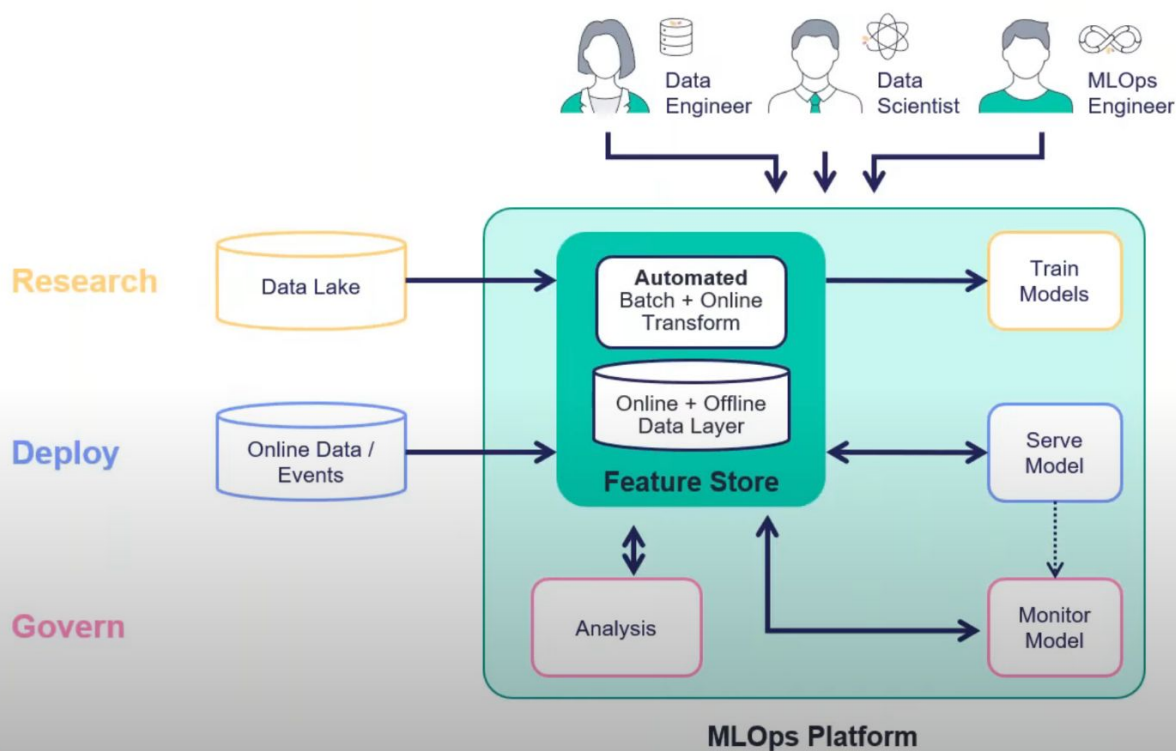 Data
Engineer
Data
Scientist
MLOps
Engineer
Research
Data Lake
Automated
Batch + Online
Transform
Train
Models
Deploy
Online Data /
Events
Online + Offline
Data Layer
Feature Store
Serve
Model
Govern
Analysis
Monitor
Model
MLOps Platform